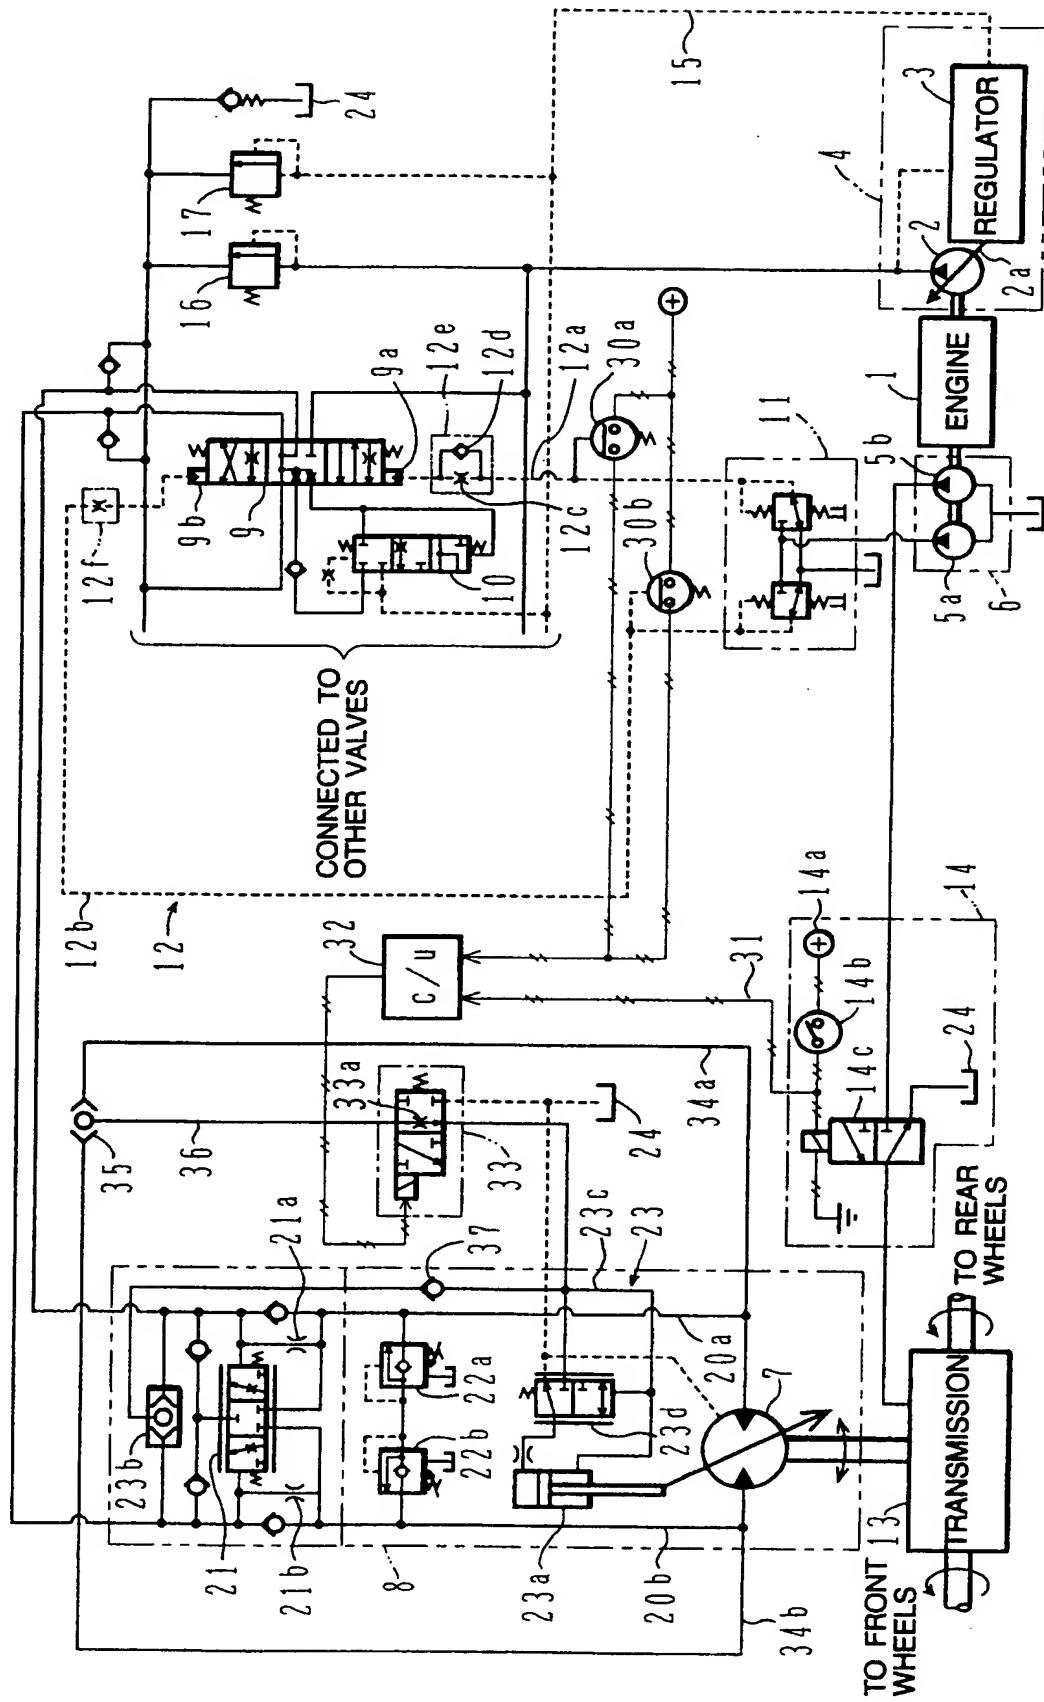 15
24
17
16
4
3
REGULATOR
2
2a
12e
12d
9a
12a
30a
12f
9b
9
12c
30b
10
11
ENGINE
1
5b
5a
6
CONNECTED TO
OTHER VALVES
12b
12
32
C/U
31
14a
14b
14
14c
24
35
36
33a
33
24
34a
21a
37
23c
23
23b
21
21b
22a
22b
20a
7
23d
8
23a
20b
34b
13
TRANSMISSION
TO REAR
WHEELS
TO FRONT
WHEELS